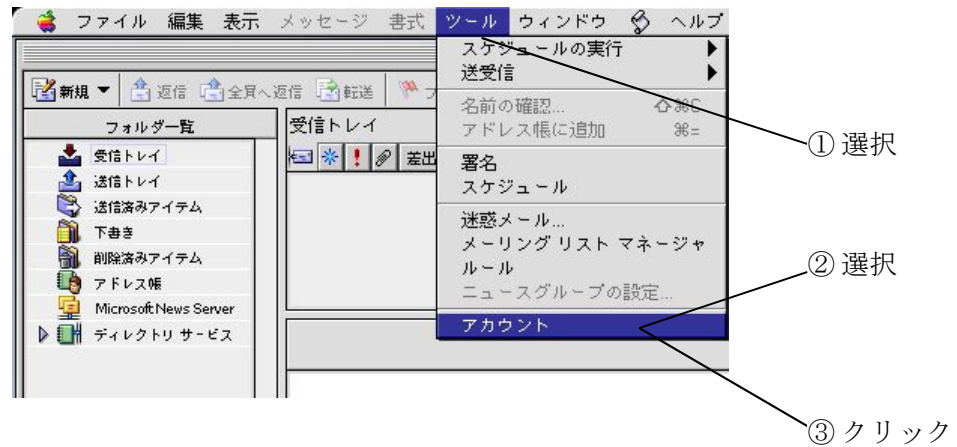 ファイル 編集 表示 メッセージ 書式 ツール ウィンドウ ヘルプ
新規 返信 全員へ返信 転送
フォルダ一覧
受信トレイ
送信トレイ
送信済みアイテム
下書き
削除済みアイテム
アドレス帳
Microsoft News Server
ディレクトリ サービス
受信トレイ
差出
スケジュールの実行
送受信
名前の確認...
アドレス帳に追加 ⌘=
署名
スケジュール
迷惑メール...
メーリング リスト マネージャ
ルール
ニュースグループの設定...
アカウント
① 選択
② 選択
③ クリック